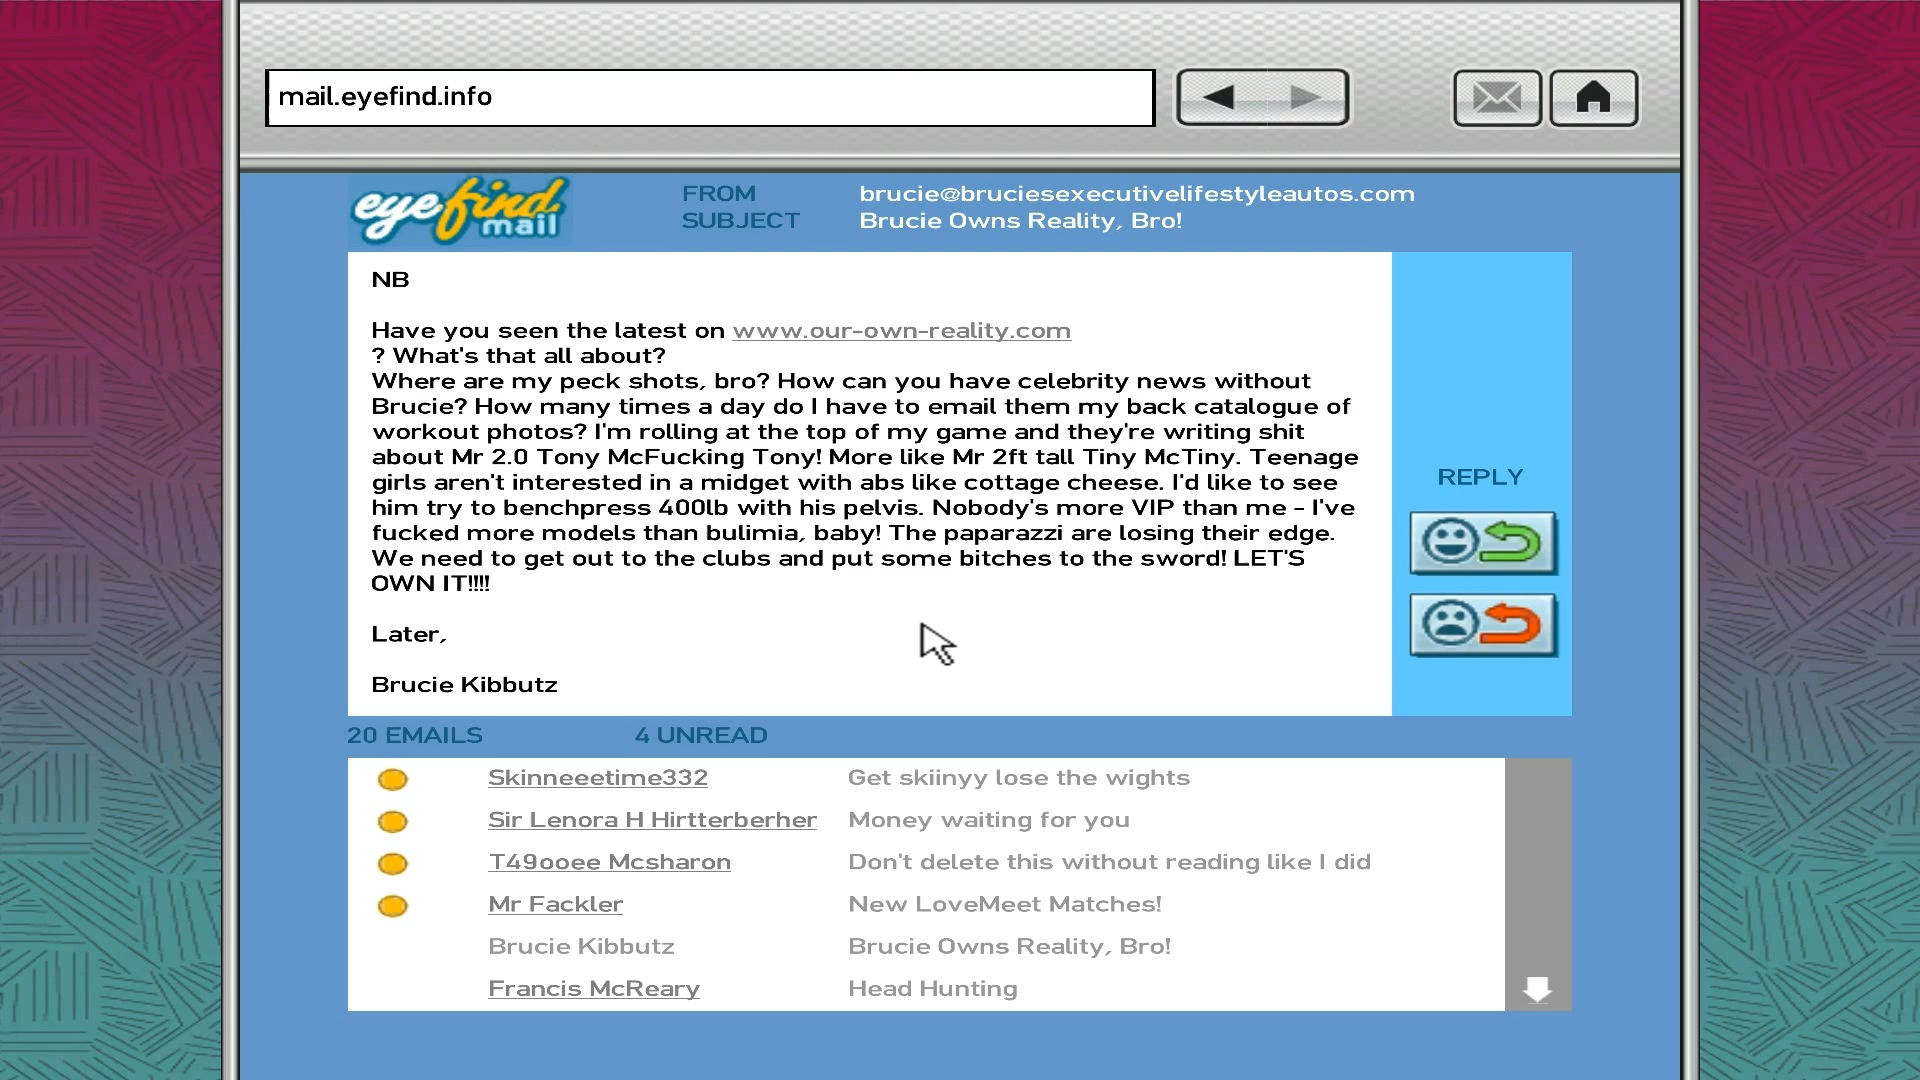 mail.eyefind.info
eyefind mail
FROM brucie@bruciesexecutivelifestyleautos.com
SUBJECT Brucie Owns Reality, Bro!
NB
Have you seen the latest on www.our-own-reality.com
? What's that all about?
Where are my peck shots, bro? How can you have celebrity news without
Brucie? How many times a day do I have to email them my back catalogue of
workout photos? I'm rolling at the top of my game and they're writing shit
about Mr 2.0 Tony McFucking Tony! More like Mr 2ft tall Tiny McTiny. Teenage
girls aren't interested in a midget with abs like cottage cheese. I'd like to see
him try to benchpress 400lb with his pelvis. Nobody's more VIP than me - I've
fucked more models than bulimia, baby! The paparazzi are losing their edge.
We need to get out to the clubs and put some bitches to the sword! LET'S
OWN IT!!!!
Later,
Brucie Kibbutz
REPLY
20 EMAILS 4 UNREAD
Skinneeetime332 Get skiinyy lose the wights
Sir Lenora H Hirtterberher Money waiting for you
T49ooee Mcsharon Don't delete this without reading like I did
Mr Fackler New LoveMeet Matches!
Brucie Kibbutz Brucie Owns Reality, Bro!
Francis McReary Head Hunting